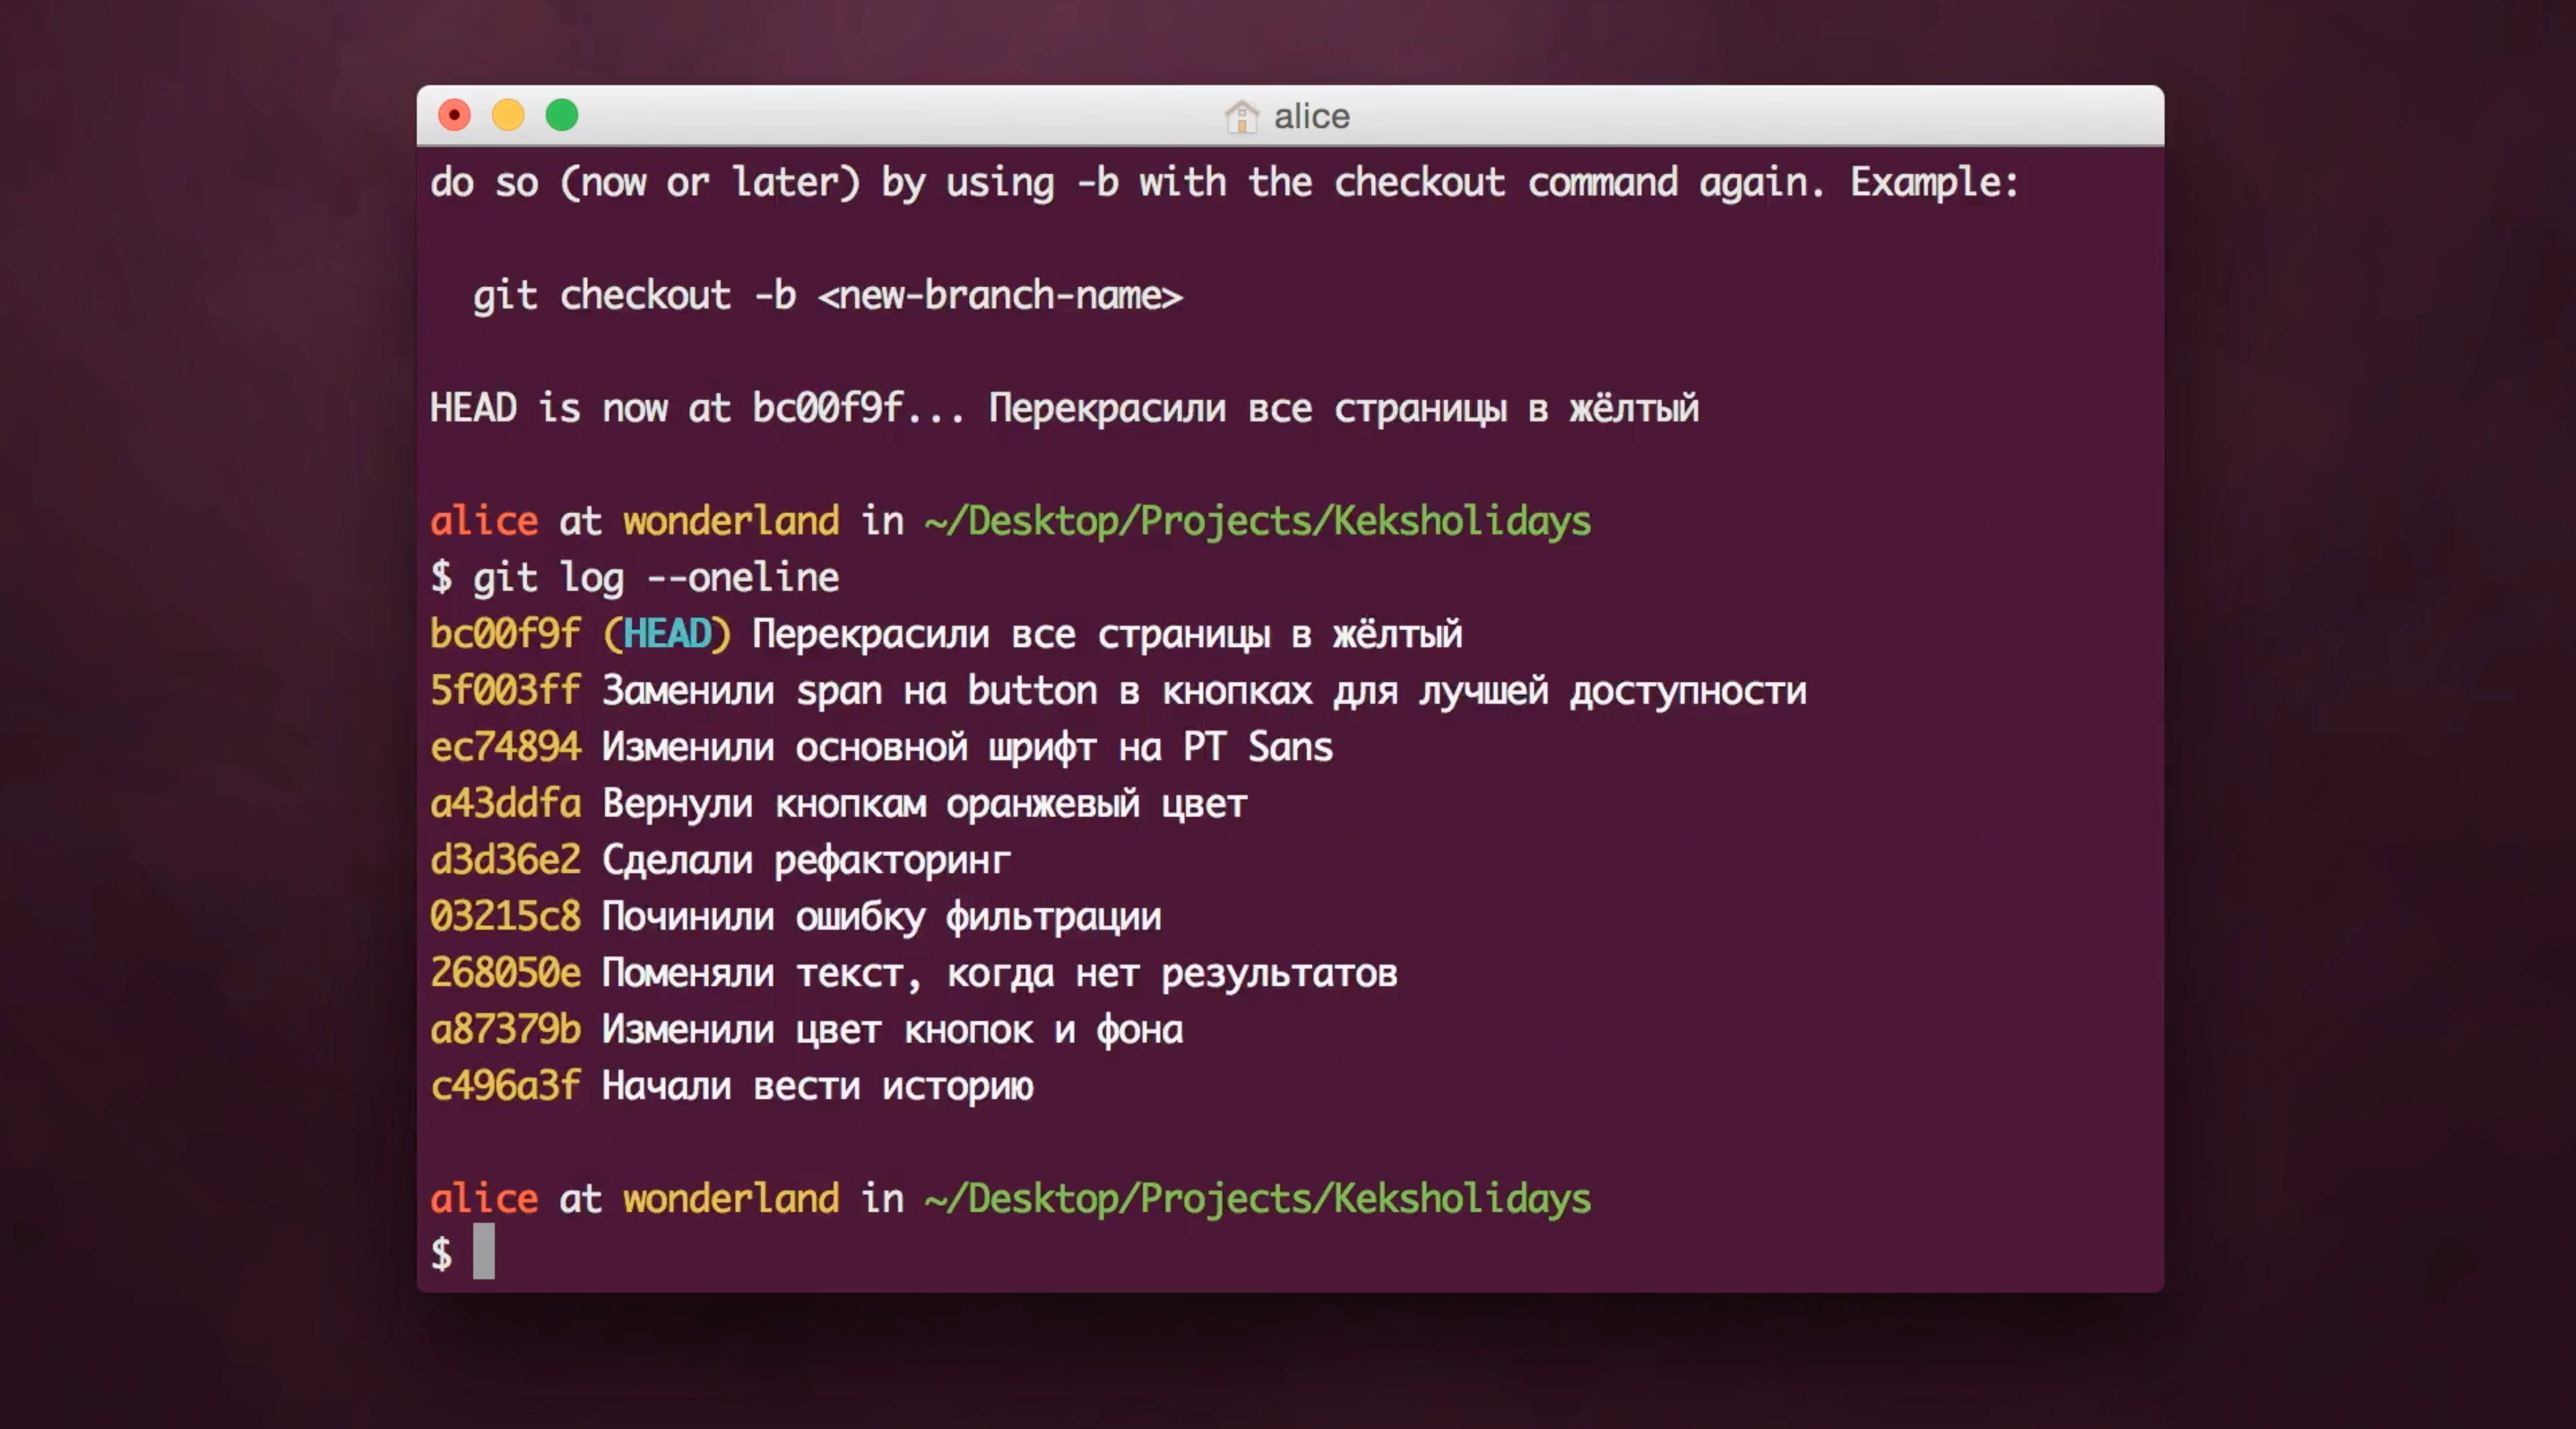 alice
do so (now or later) by using -b with the checkout command again. Example:
git checkout -b <new-branch-name>
HEAD is now at bc00f9f... Перекрасили все страницы в жёлтый
alice at wonderland in ~/Desktop/Projects/Keksholidays
$ git log --oneline
bc00f9f (HEAD) Перекрасили все страницы в жёлтый
5f003ff Заменили span на button в кнопках для лучшей доступности
ec74894 Изменили основной шрифт на PT Sans
a43ddfa Вернули кнопкам оранжевый цвет
d3d36e2 Сделали рефакторинг
03215c8 Починили ошибку фильтрации
268050e Поменяли текст, когда нет результатов
a87379b Изменили цвет кнопок и фона
c496a3f Начали вести историю
alice at wonderland in ~/Desktop/Projects/Keksholidays
$